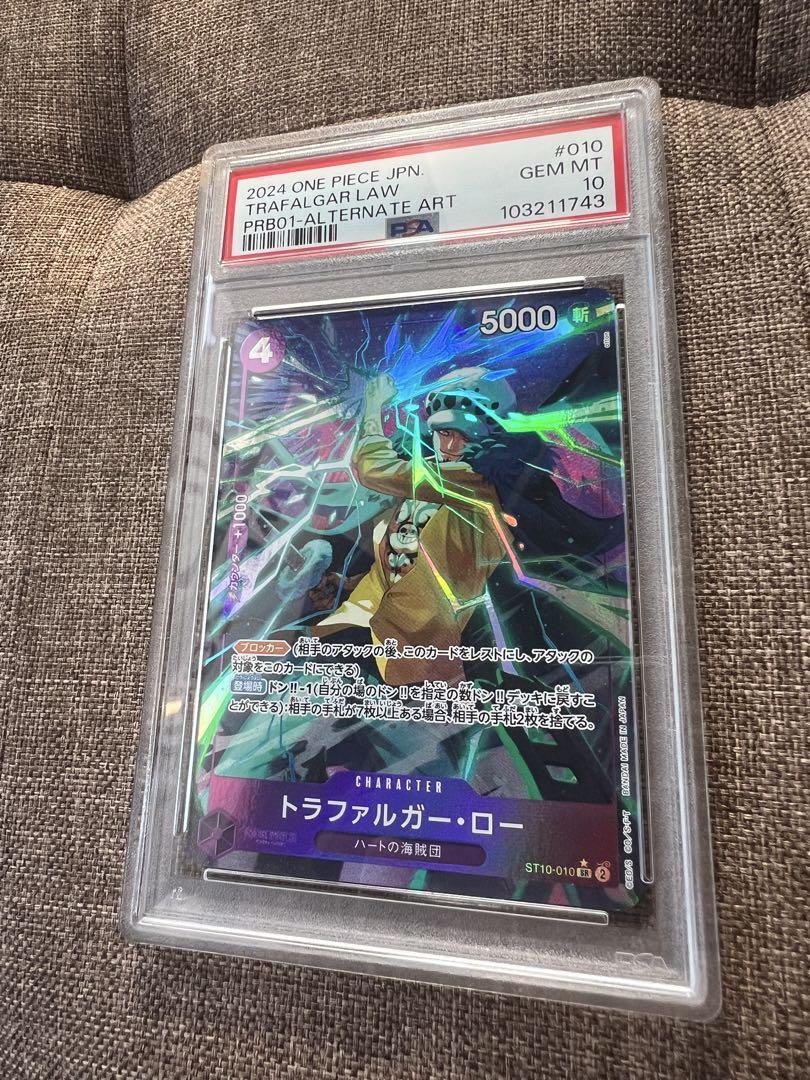 2024 ONE PIECE JPN.
#010
TRAFALGAR LAW
GEM MT
PRB01-ALTERNATE ART
10
PSA
103211743
4
5000
斬
カウンター +1000
ブロッカー (相手のアタックの後、このカードをレストにし、アタックの
対象をこのカードにできる)
登場時 ドン!!-1(自分の場のドン!!を指定の数ドン!!デッキに戻すこ
とができる):相手の手札が7枚以上ある場合、相手の手札2枚を捨てる。
CHARACTER
トラファルガー・ロー
ハートの海賊団
ST10-010 SR 2
BANDAI MADE IN JAPAN